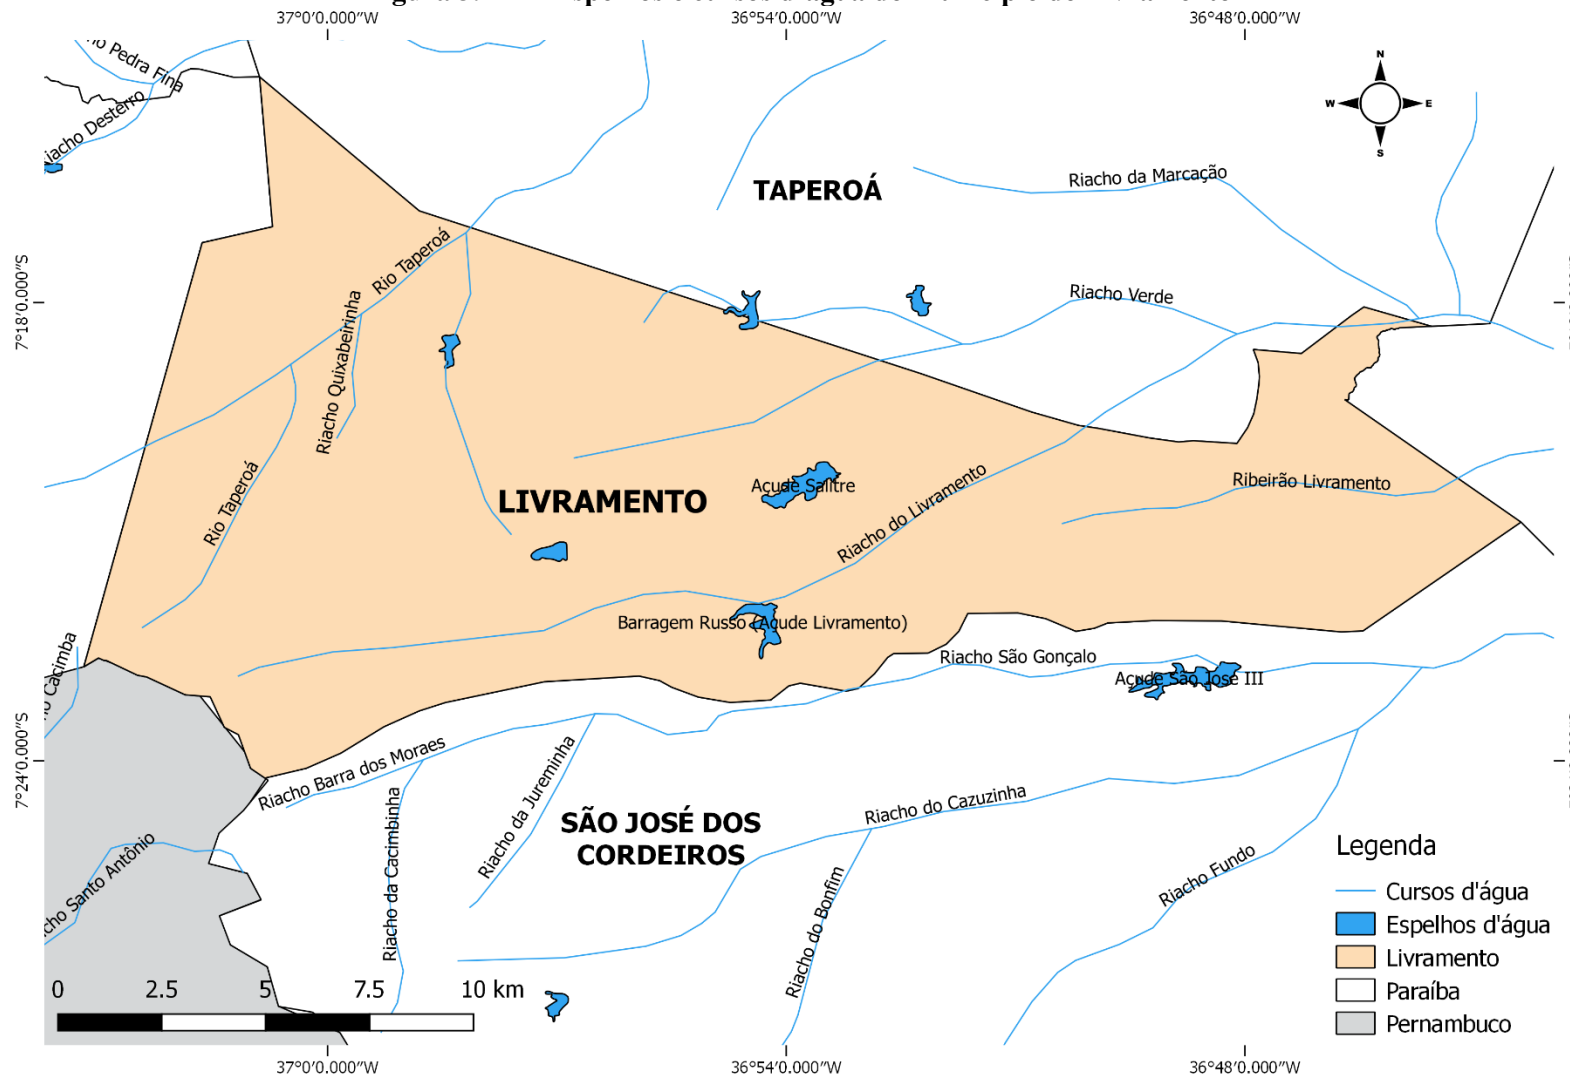 37°0'0.000"W 36°54'0.000"W 36°48'0.000"W
Pedra Fina
Desterro
N
W E
S
TAPEROÁ
Riacho da Marcação
Rio Taperoá
7°18'0.000"S
Riacho Verde
Riacho Quixabeirinha
Rio Taperoá
LIVRAMENTO
Açude Salitre
Riacho do Livramento
Ribeirão Livramento
Barragem Russo (Açude Livramento)
Cacimba
Riacho São Gonçalo
Açude São José III
7°24'0.000"S
Riacho Barra dos Moraes
Riacho da Jureminha
Riacho da Cacimbinha
SÃO JOSÉ DOS
CORDEIROS
Riacho do Cazuzinha
Santo Antônio
Riacho do Bonfim
Riacho Fundo
Legenda
Cursos d'água
Espelhos d'água
Livramento
Paraíba
Pernambuco
0 2.5 5 7.5 10 km
37°0'0.000"W 36°54'0.000"W 36°48'0.000"W